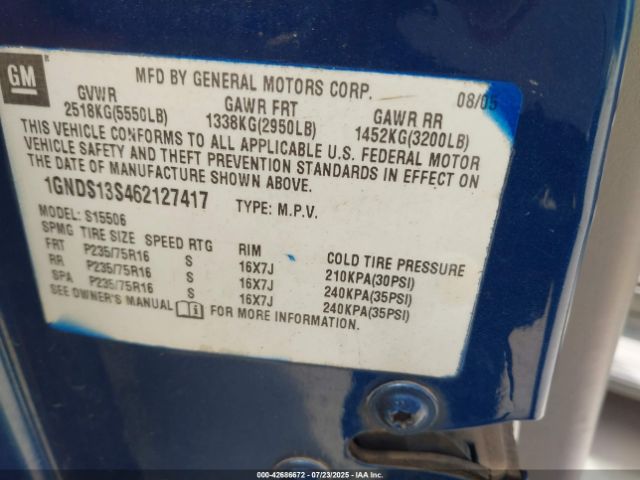 GM
MFD BY GENERAL MOTORS CORP. 08/05
GVWR GAWR FRT GAWR RR
2518KG(5550LB) 1338KG(2950LB) 1452KG(3200LB)
THIS VEHICLE CONFORMS TO ALL APPLICABLE U.S. FEDERAL MOTOR
VEHICLE SAFETY AND THEFT PREVENTION STANDARDS IN EFFECT ON
THE DATE OF MANUFACTURE SHOWN ABOVE.
1GNDS13S462127417 TYPE: M.P.V.
MODEL: S15506
SPMG TIRE SIZE SPEED RTG RIM COLD TIRE PRESSURE
FRT P235/75R16 S 16X7J 210KPA(30PSI)
RR P235/75R16 S 16X7J 240KPA(35PSI)
SPA P235/75R16 S 16X7J 240KPA(35PSI)
SEE OWNER'S MANUAL FOR MORE INFORMATION.
000-42686672 - 07/23/2025 - www.iaai.com